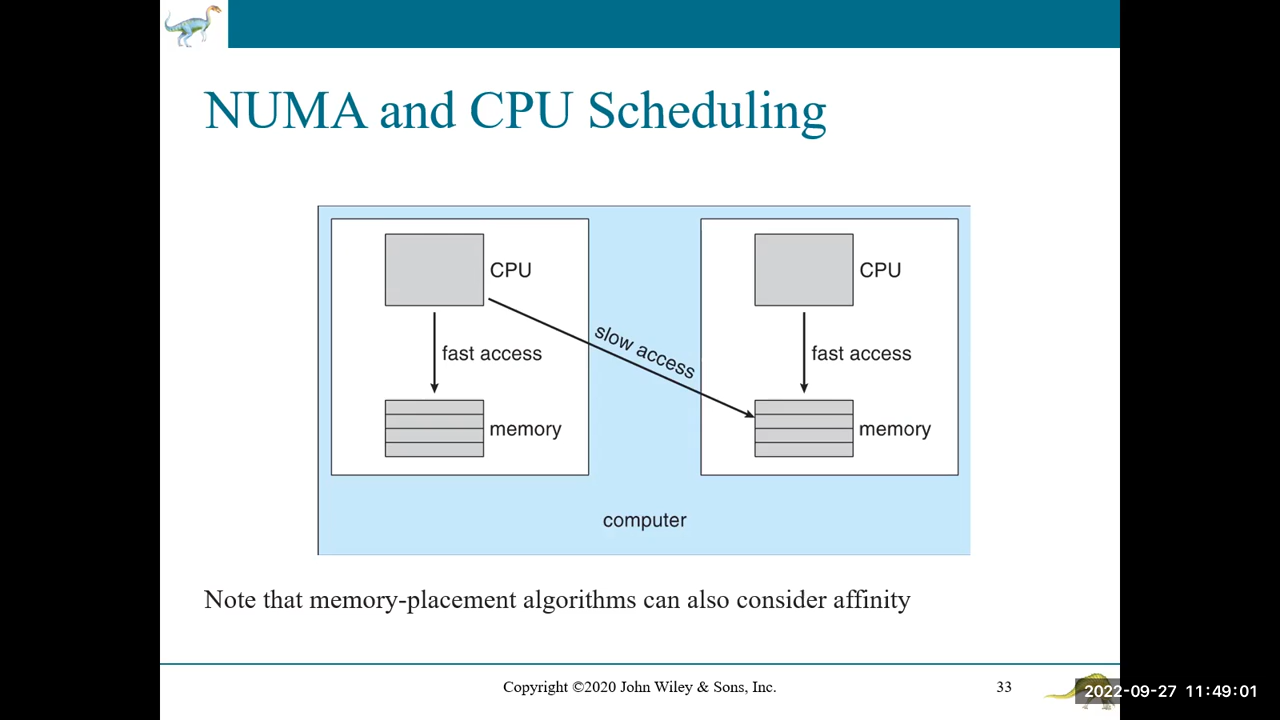 NUMA and CPU Scheduling
CPU
CPU
slow access
fast access
fast access
memory
memory
computer
Note that memory-placement algorithms can also consider affinity
Copyright ©2020 John Wiley & Sons, Inc.
33
2022-09-27 11:49:01